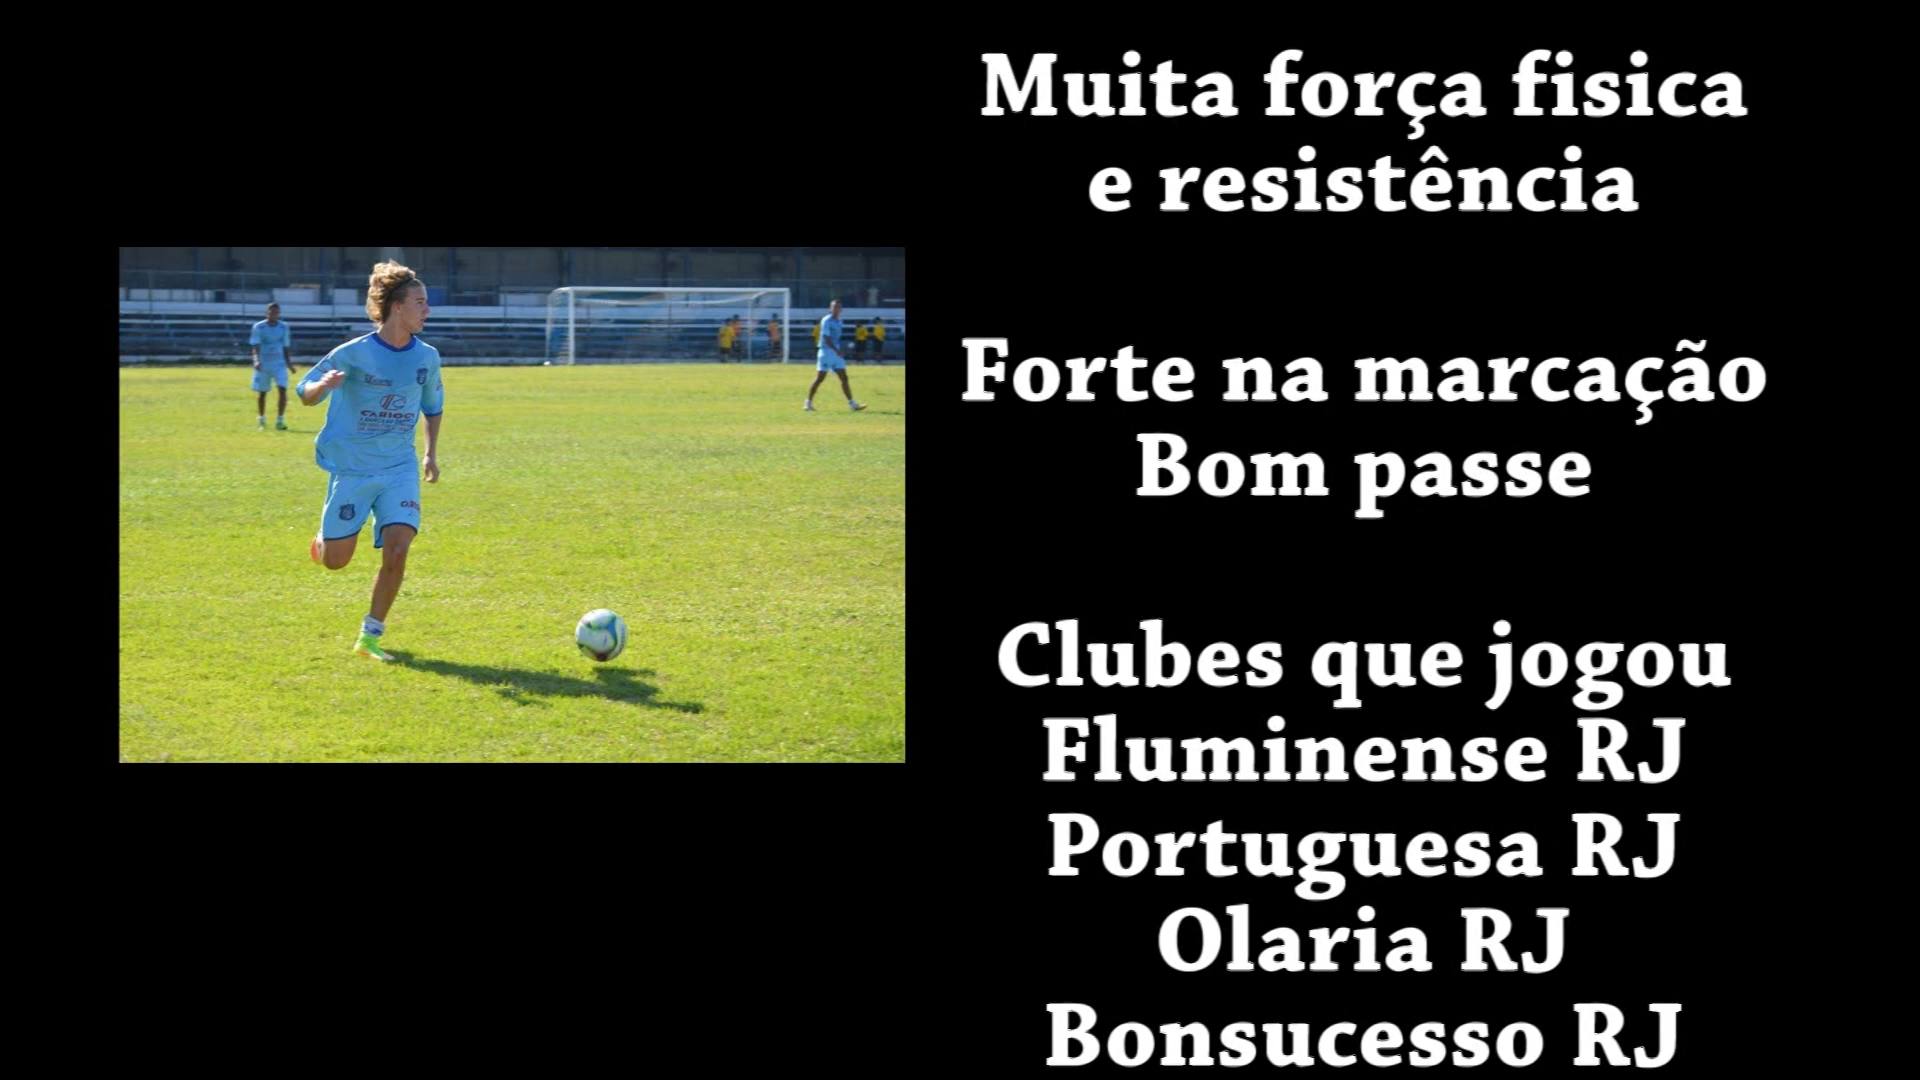 Muita força fisica
e resistência
Forte na marcação
Bom passe
Clubes que jogou
Fluminense RJ
Portuguesa RJ
Olaria RJ
Bonsucesso RJ
CARIOCA